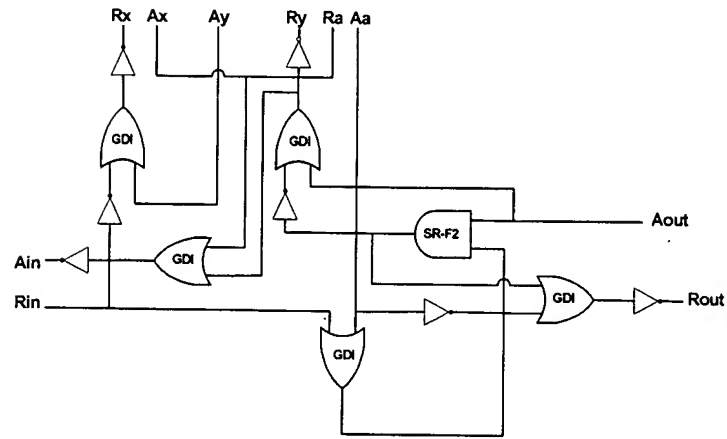 Rx Ax Ay Ry Ra Aa
GDI
GDI
SR-F2
Aout
Ain
GDI
Rin
GDI
Rout
GDI